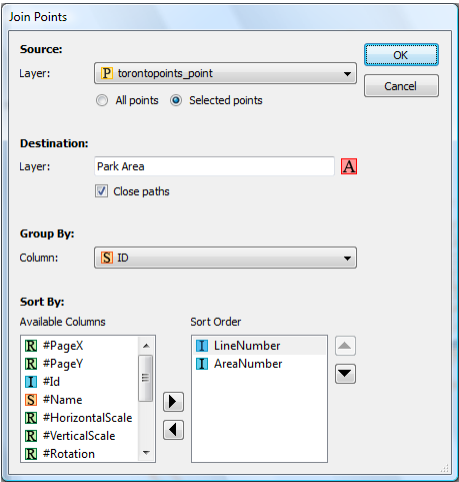 Join Points
Source:
OK
Layer: P torontopoints_point
Cancel
All points Selected points
Destination:
Layer: Park Area A
Close paths
Group By:
Column: S ID
Sort By:
Available Columns Sort Order
R #PageX I LineNumber
R #PageY I AreaNumber
I #Id
S #Name
R #HorizontalScale
R #VerticalScale
R #Rotation